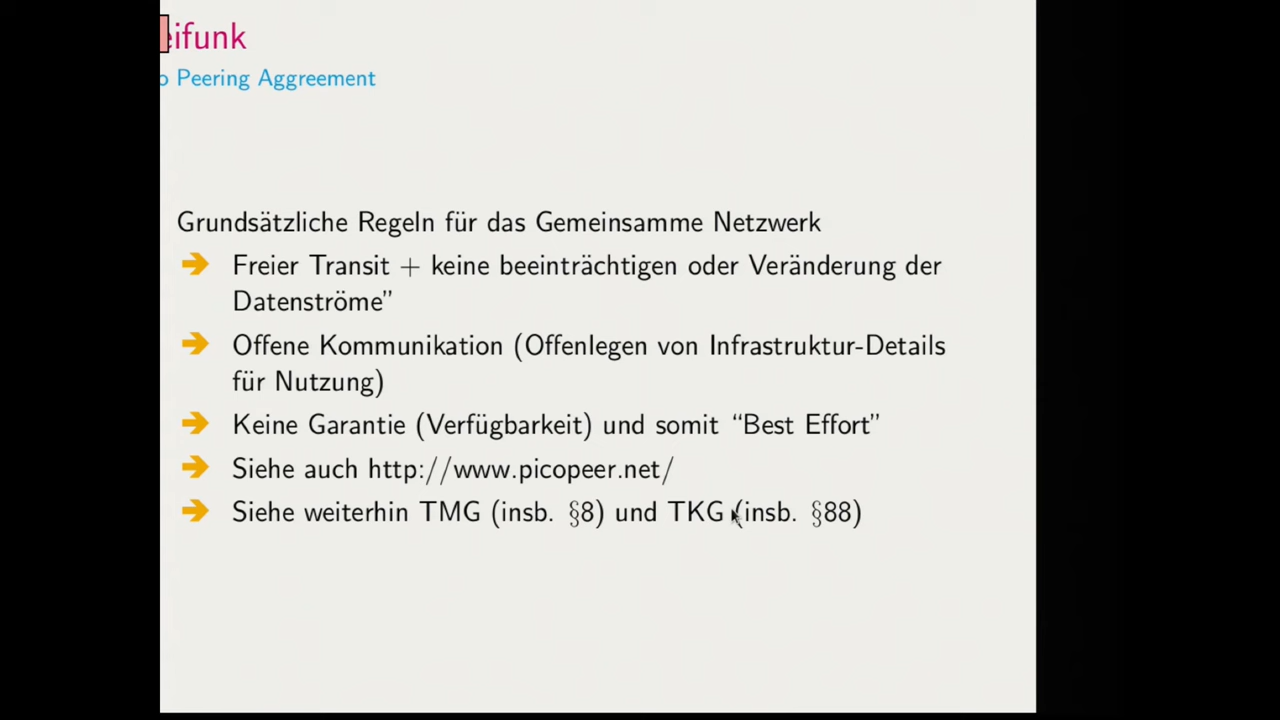 eifunk
o Peering Aggreement
Grundsätzliche Regeln für das Gemeinsamme Netzwerk
Freier Transit + keine beeinträchtigen oder Veränderung der
Datenströme”
Offene Kommunikation (Offenlegen von Infrastruktur-Details
für Nutzung)
Keine Garantie (Verfügbarkeit) und somit “Best Effort”
Siehe auch http://www.picopeer.net/
Siehe weiterhin TMG (insb. §8) und TKG (insb. §88)